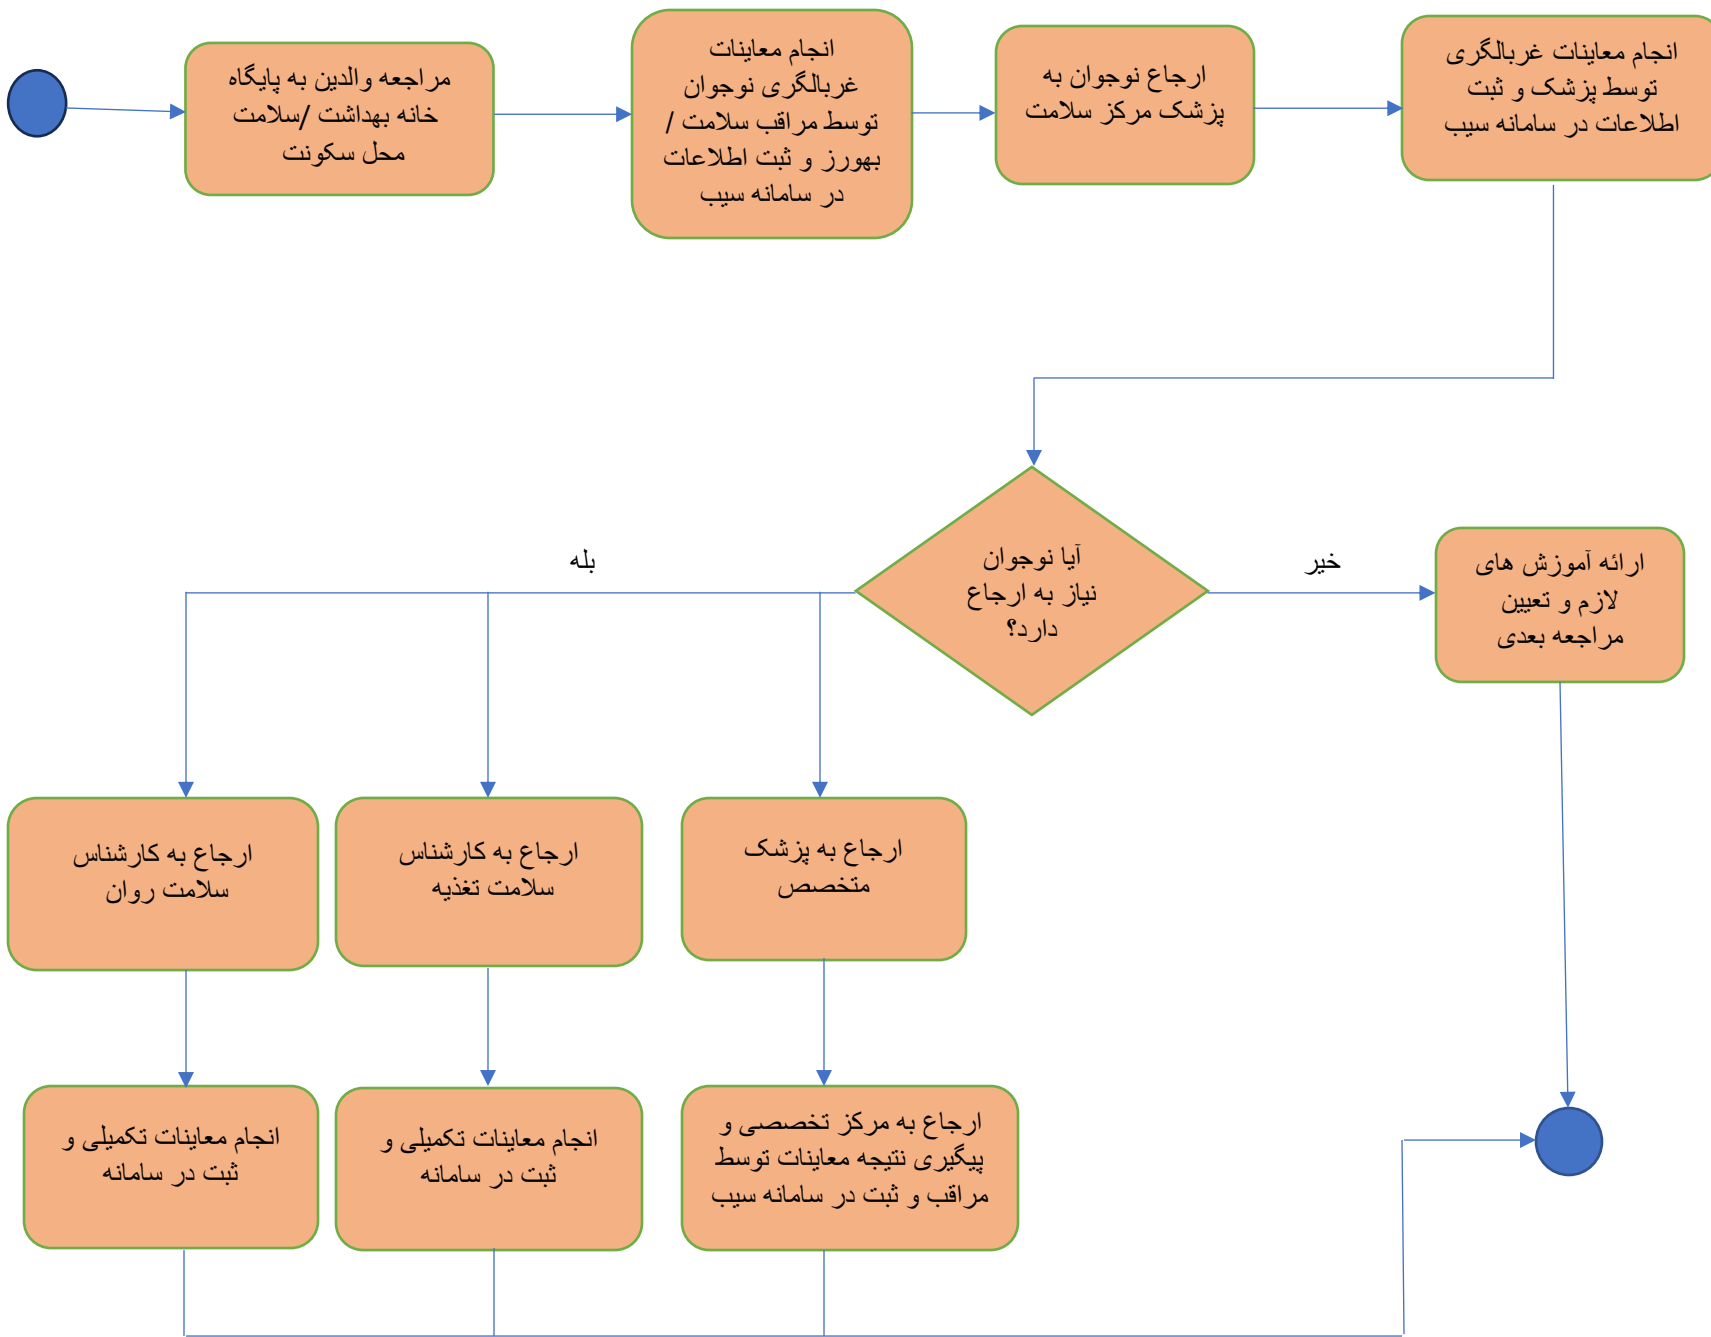 مراجعه والدین به پایگاه
خانه بهداشت /سلامت
محل سکونت
انجام معاینات
غربالگری نوجوان
توسط مراقب سلامت /
بهورز و ثبت اطلاعات
در سامانه سیب
ارجاع نوجوان به
پزشک مرکز سلامت
انجام معاینات غربالگری
توسط پزشک و ثبت
اطلاعات در سامانه سیب
آیا نوجوان
نیاز به ارجاع
دارد؟
خیر
بله
ارائه آموزش های
لازم و تعیین
مراجعه بعدی
ارجاع به کارشناس
سلامت روان
ارجاع به کارشناس
سلامت تغذیه
ارجاع به پزشک
متخصص
انجام معاینات تکمیلی و
ثبت در سامانه
انجام معاینات تکمیلی و
ثبت در سامانه
ارجاع به مرکز تخصصی و
پیگیری نتیجه معاینات توسط
مراقب و ثبت در سامانه سیب